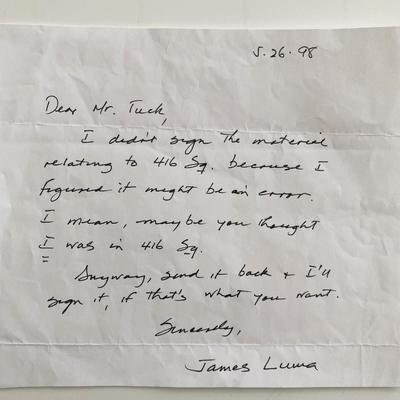 5.26.98
Dear Mr. Tuck,
I didn't sign the material
relating to 416 Sq. because I
figured it might be an error.
I mean, maybe you thought
I was in 416 Sq.
Anyway, send it back + I'll
sign it, if that's what you want.
Sincerely,
James Luma